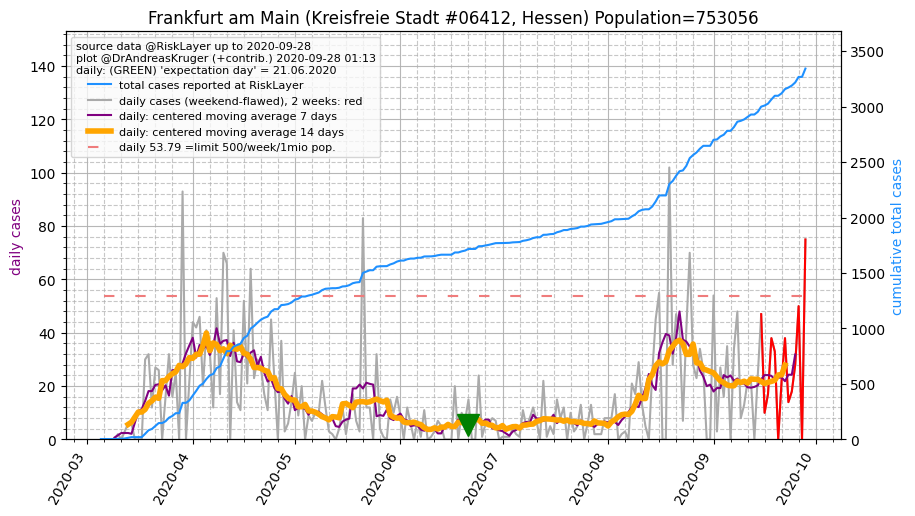 Frankfurt am Main (Kreisfreie Stadt #06412, Hessen) Population=753056
source data @RiskLayer up to 2020-09-28
plot @DrAndreasKruger (+contrib.) 2020-09-28 01:13
daily: (GREEN) 'expectation day' = 21.06.2020
total cases reported at RiskLayer
daily cases (weekend-flawed), 2 weeks: red
daily: centered moving average 7 days
daily: centered moving average 14 days
daily 53.79 =limit 500/week/1mio pop.
daily cases
140
120
100
80
60
40
20
0
3500
3000
2500
2000
1500
1000
500
0
cumulative total cases
2020-03
2020-04
2020-05
2020-06
2020-07
2020-08
2020-09
2020-10